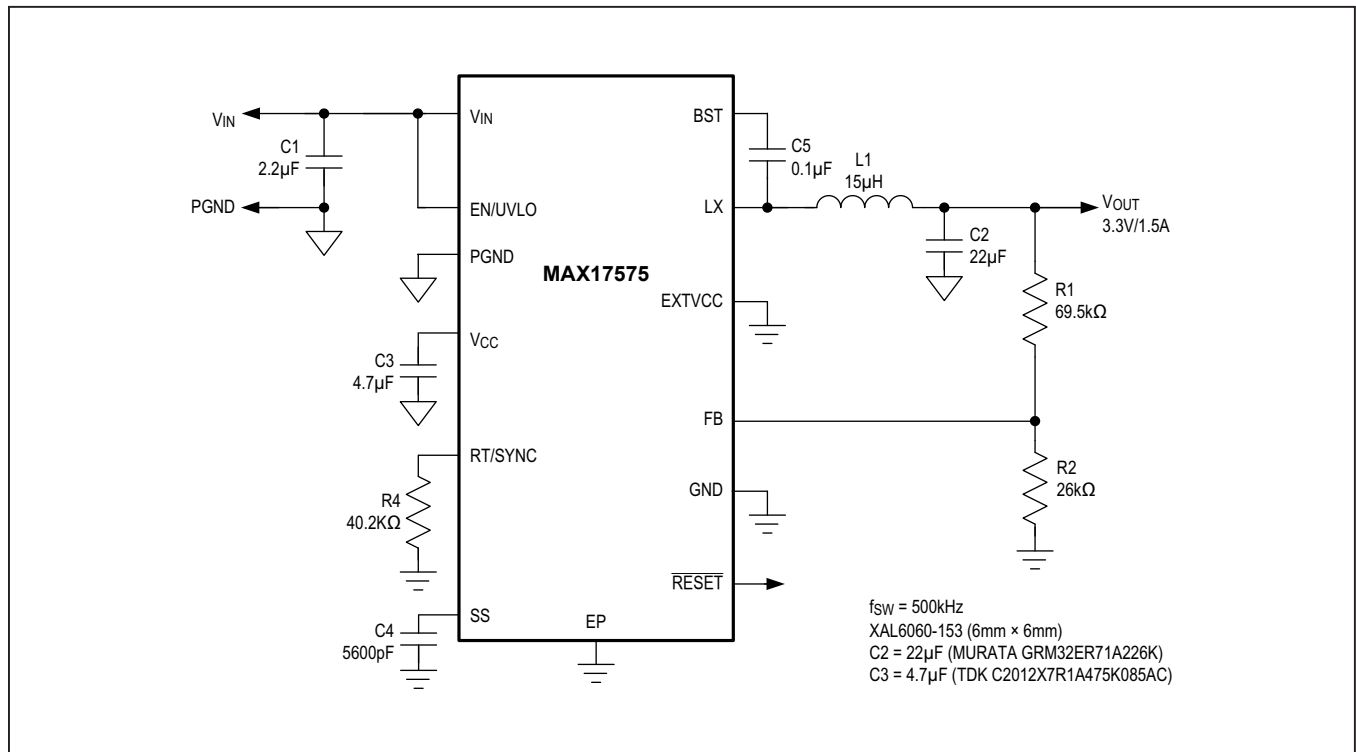 VIN
C1
2.2µF
PGND
VIN
EN/UVLO
PGND
VCC
C3
4.7µF
RT/SYNC
R4
40.2KΩ
SS
C4
5600pF
MAX17575
EP
BST
C5
0.1µF
L1
15µH
LX
VOUT
3.3V/1.5A
C2
22µF
EXTVCC
R1
69.5kΩ
FB
R2
26kΩ
GND
RESET
fSW = 500kHz
XAL6060-153 (6mm × 6mm)
C2 = 22µF (MURATA GRM32ER71A226K)
C3 = 4.7µF (TDK C2012X7R1A475K085AC)